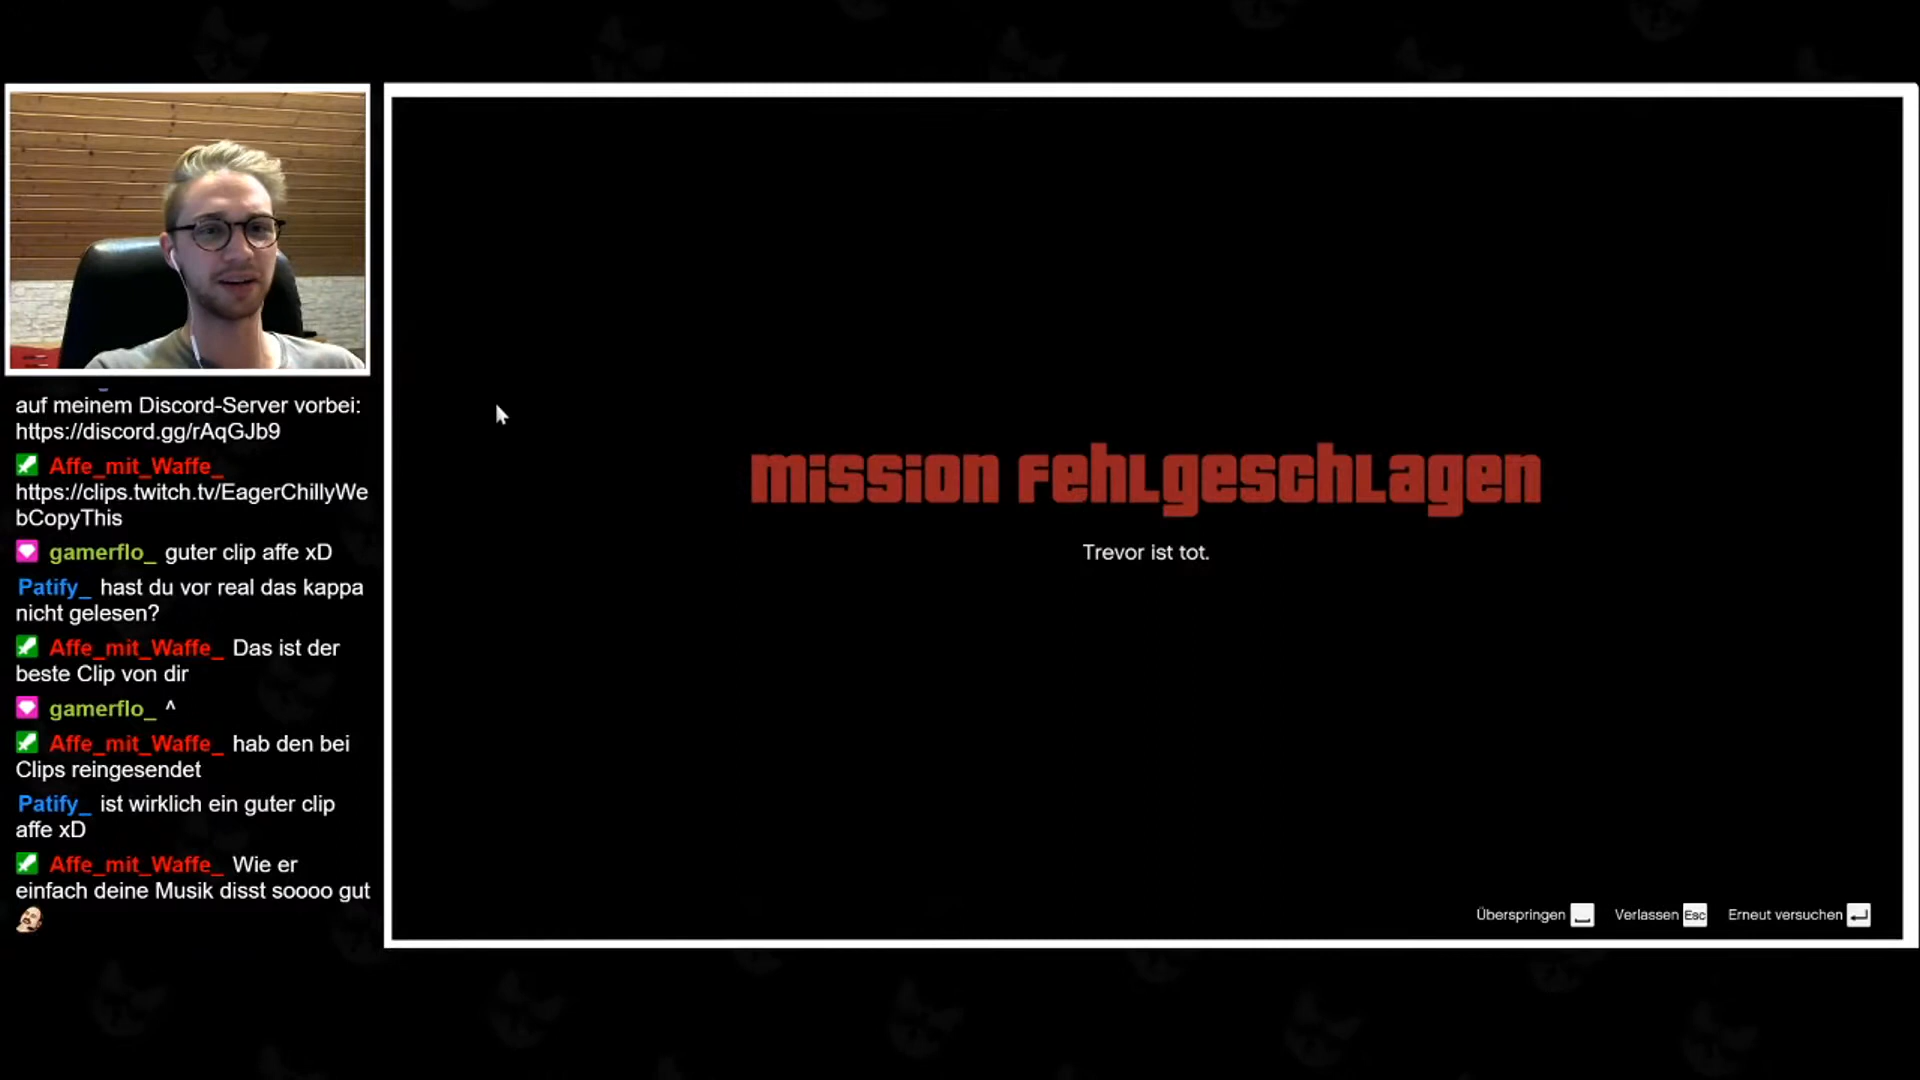 auf meinem Discord-Server vorbei:
https://discord.gg/rAqGJb9
Affe_mit_Waffe_
https://clips.twitch.tv/EagerChillyWe
bCopyThis
gamerflo_ guter clip affe xD
Patify_ hast du vor real das kappa
nicht gelesen?
Affe_mit_Waffe_ Das ist der
beste Clip von dir
gamerflo_ ^
Affe_mit_Waffe_ hab den bei
Clips reingesendet
Patify_ ist wirklich ein guter clip
affe xD
Affe_mit_Waffe_ Wie er
einfach deine Musik disst soooo gut
mission fehlgeschlagen
Trevor ist tot.
Überspringen Verlassen Esc Erneut versuchen